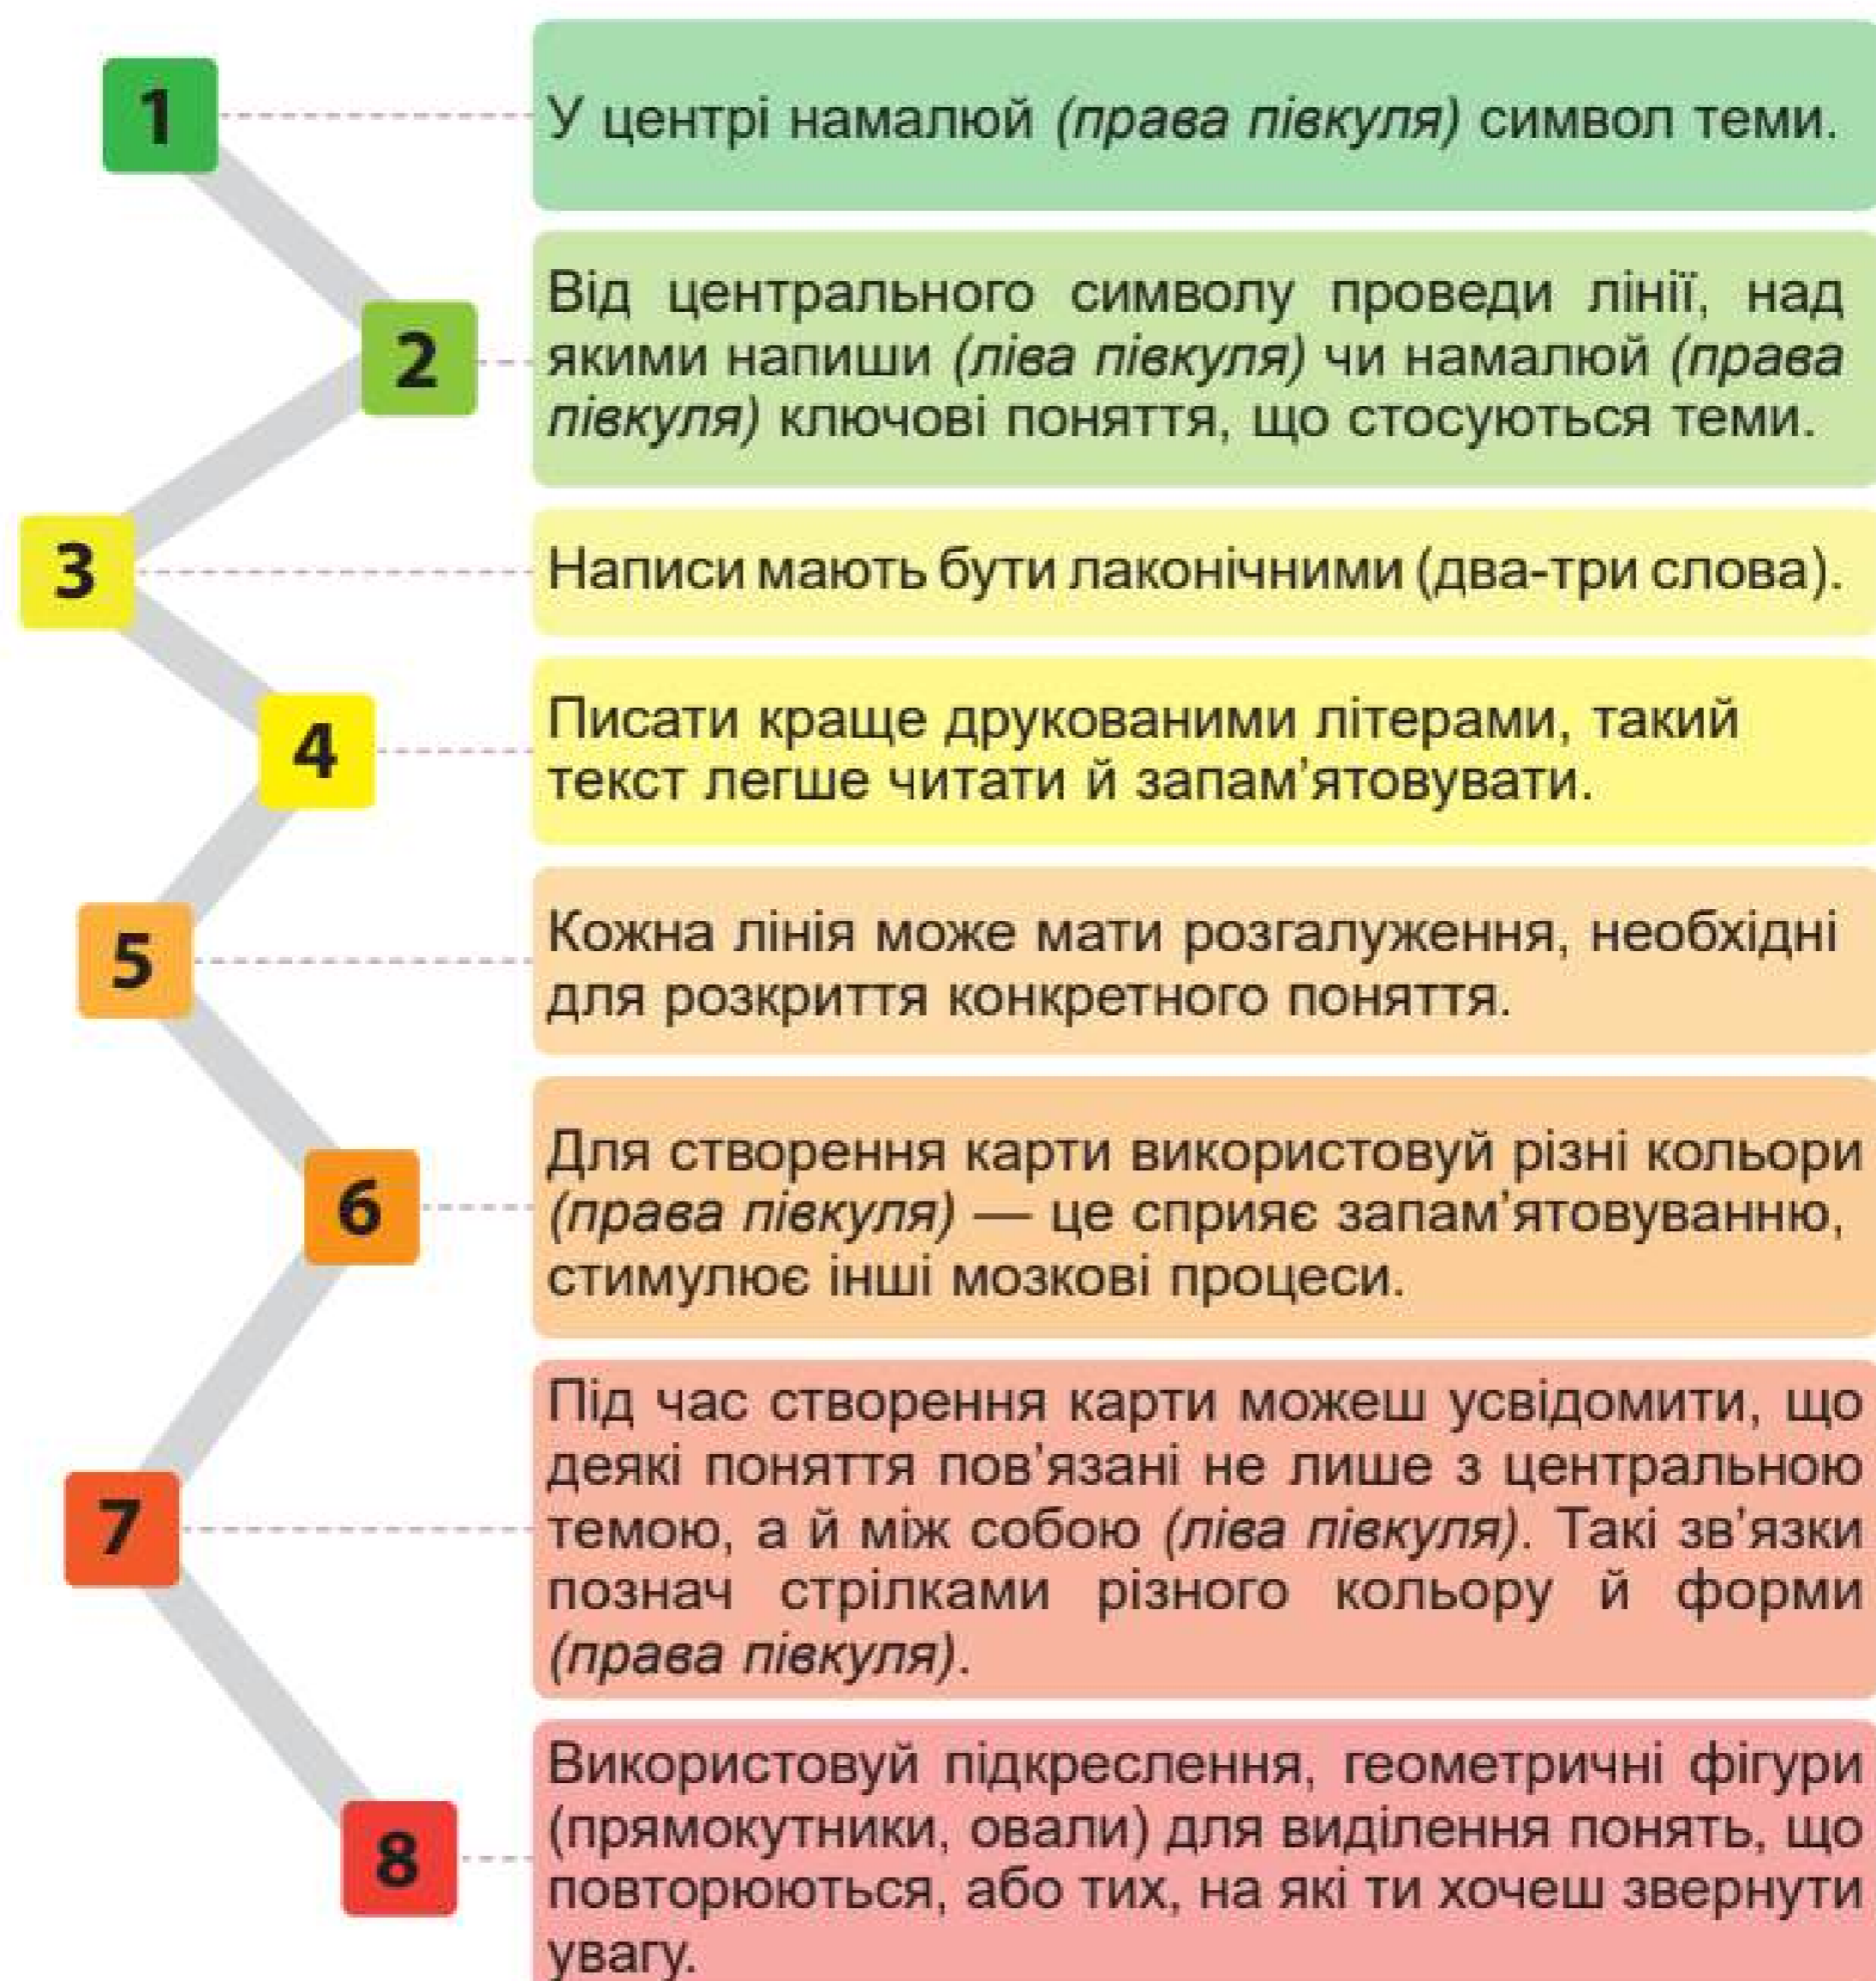 1
У центрі намалюй (права півкуля) символ теми.
2
Від центрального символу проведи лінії, над
якими напиши (ліва півкуля) чи намалюй (права
півкуля) ключові поняття, що стосуються теми.
3
Написи мають бути лаконічними (два-три слова).
4
Писати краще друкованими літерами, такий
текст легше читати й запам’ятовувати.
5
Кожна лінія може мати розгалуження, необхідні
для розкриття конкретного поняття.
6
Для створення карти використовуй різні кольори
(права півкуля) — це сприяє запам’ятовуванню,
стимулює інші мозкові процеси.
7
Під час створення карти можеш усвідомити, що
деякі поняття пов’язані не лише з центральною
темою, а й між собою (ліва півкуля). Такі зв’язки
познач стрілками різного кольору й форми
(права півкуля).
8
Використовуй підкреслення, геометричні фігури
(прямокутники, овали) для виділення понять, що
повторюються, або тих, на які ти хочеш звернути
увагу.